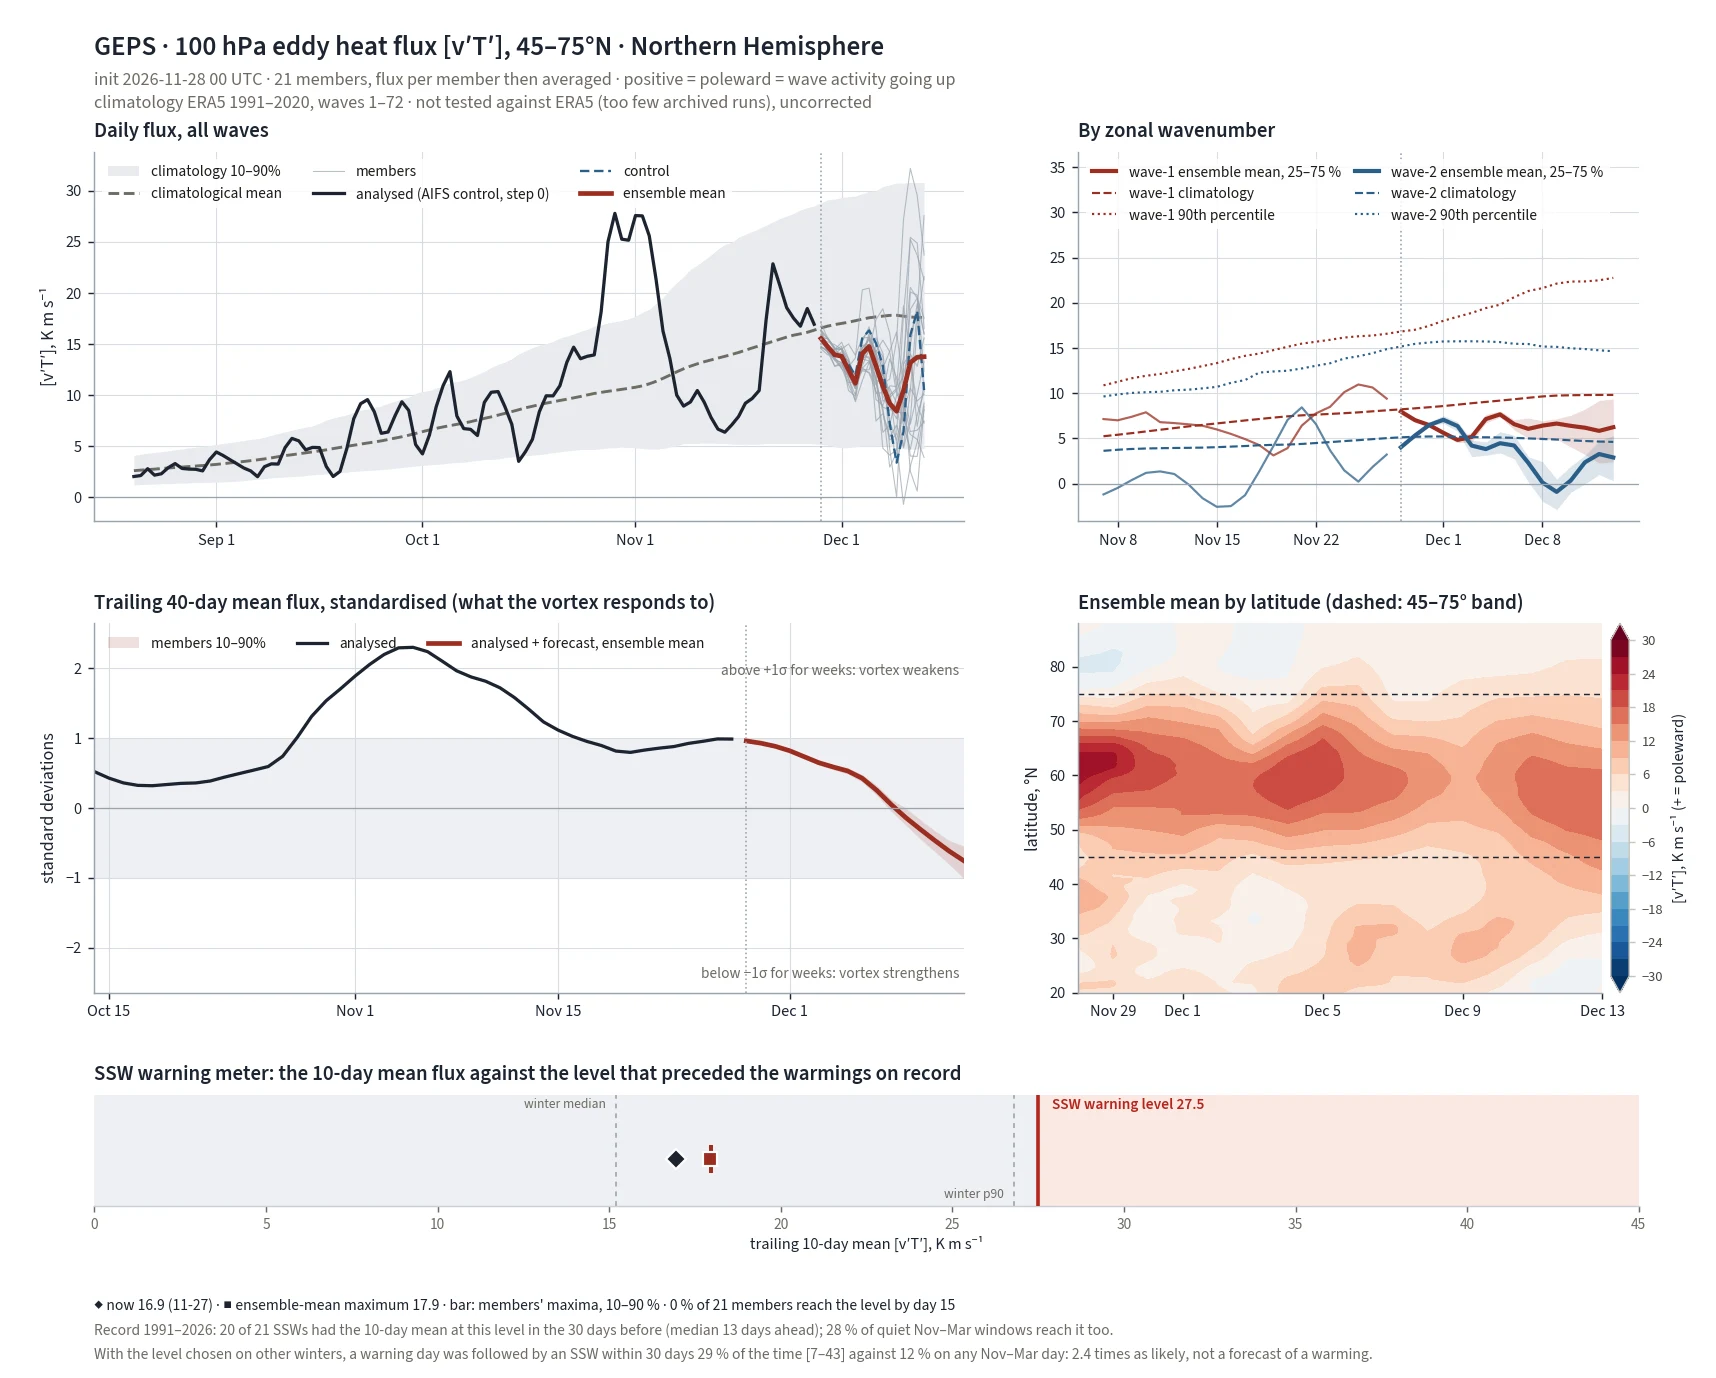 GEPS · 100 hPa eddy heat flux [v′T′], 45–75°N · Northern Hemisphere
init 2026-11-28 00 UTC · 21 members, flux per member then averaged · positive = poleward = wave activity going up
climatology ERA5 1991–2020, waves 1–72 · not tested against ERA5 (too few archived runs), uncorrected
Daily flux, all waves
climatology 10–90%
members
control
climatological mean
analysed (AIFS control, step 0)
ensemble mean
[v′T′], K m s⁻¹
30
25
20
15
10
5
0
Sep 1
Oct 1
Nov 1
Dec 1
By zonal wavenumber
wave-1 ensemble mean, 25–75 %
wave-2 ensemble mean, 25–75 %
wave-1 climatology
wave-2 climatology
wave-1 90th percentile
wave-2 90th percentile
35
30
25
20
15
10
5
0
Nov 8
Nov 15
Nov 22
Dec 1
Dec 8
Trailing 40-day mean flux, standardised (what the vortex responds to)
members 10–90%
analysed
analysed + forecast, ensemble mean
above +1σ for weeks: vortex weakens
below −1σ for weeks: vortex strengthens
standard deviations
2
1
0
−1
−2
Oct 15
Nov 1
Nov 15
Dec 1
Ensemble mean by latitude (dashed: 45–75° band)
latitude, °N
80
70
60
50
40
30
20
Nov 29
Dec 1
Dec 5
Dec 9
Dec 13
30
24
18
12
6
0
−6
−12
−18
−24
−30
[v′T′], K m s⁻¹ (+ = poleward)
SSW warning meter: the 10-day mean flux against the level that preceded the warmings on record
winter median
SSW warning level 27.5
winter p90
0
5
10
15
20
25
30
35
40
45
trailing 10-day mean [v′T′], K m s⁻¹
◆ now 16.9 (11-27) · ■ ensemble-mean maximum 17.9 · bar: members' maxima, 10–90 % · 0 % of 21 members reach the level by day 15
Record 1991–2026: 20 of 21 SSWs had the 10-day mean at this level in the 30 days before (median 13 days ahead); 28 % of quiet Nov–Mar windows reach it too.
With the level chosen on other winters, a warning day was followed by an SSW within 30 days 29 % of the time [7–43] against 12 % on any Nov–Mar day: 2.4 times as likely, not a forecast of a warming.